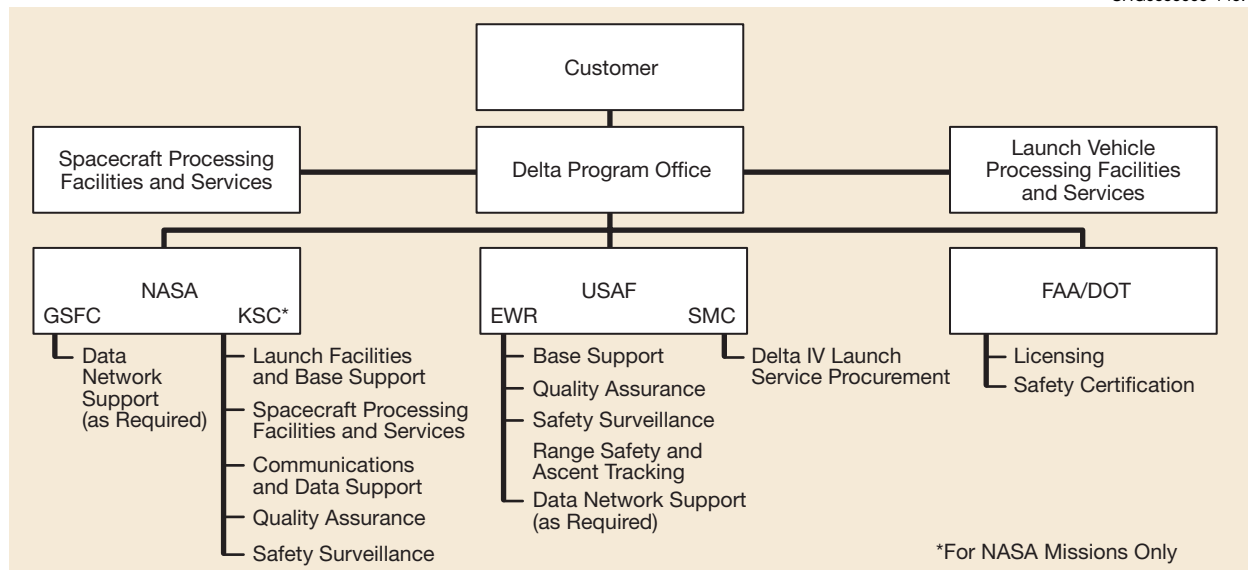 Customer
Spacecraft Processing
Facilities and Services
Delta Program Office
Launch Vehicle
Processing Facilities
and Services
NASA
GSFC
KSC*
USAF
EWR
SMC
FAA/DOT
Data
Network
Support
(as Required)
Launch Facilities
and Base Support
Spacecraft Processing
Facilities and Services
Communications
and Data Support
Quality Assurance
Safety Surveillance
Base Support
Quality Assurance
Safety Surveillance
Range Safety and
Ascent Tracking
Data Network Support
(as Required)
Delta IV Launch
Service Procurement
Licensing
Safety Certification
*For NASA Missions Only